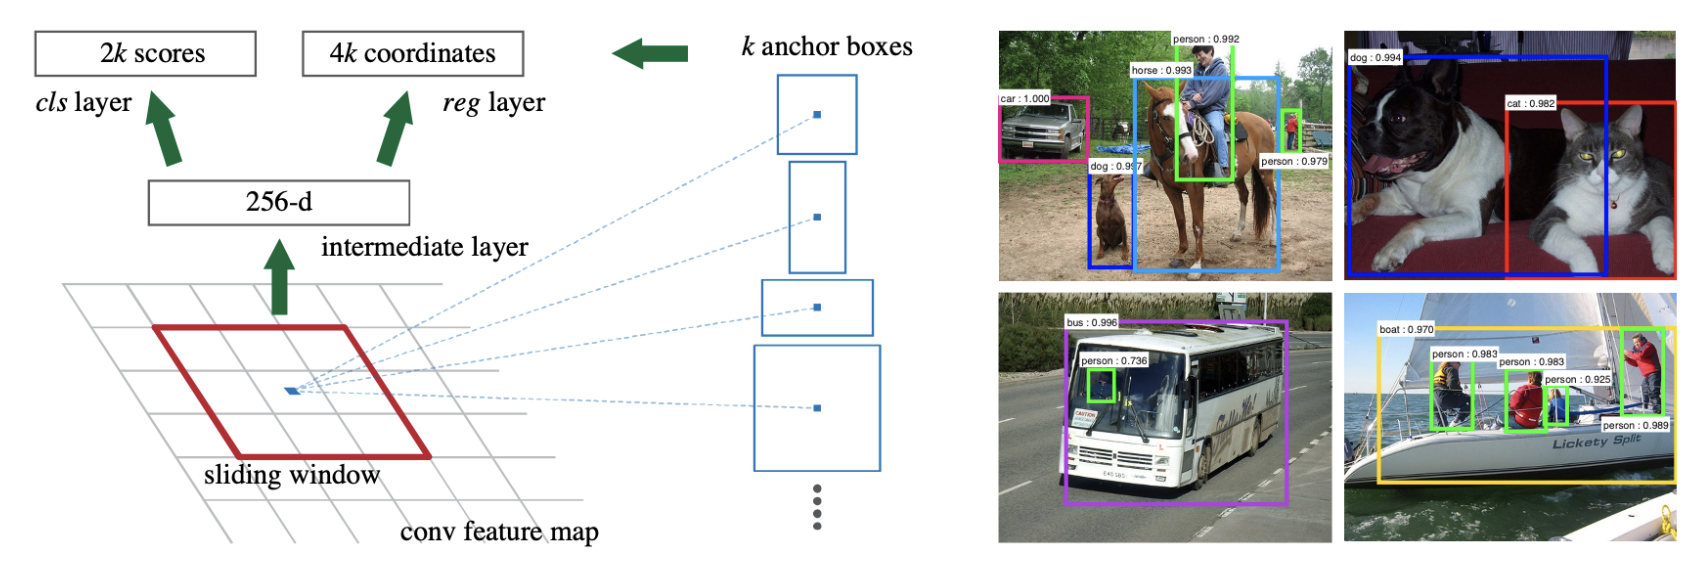 2k scores
4k coordinates
k anchor boxes
cls layer
reg layer
256-d
intermediate layer
sliding window
conv feature map
person : 0.992
horse : 0.993
car : 1.000
dog : 0.997
person : 0.979
dog : 0.994
cat : 0.982
bus : 0.996
person : 0.736
CAUTION
boat : 0.970
person : 0.983
person : 0.983
person : 0.925
person : 0.989
Lickety Split